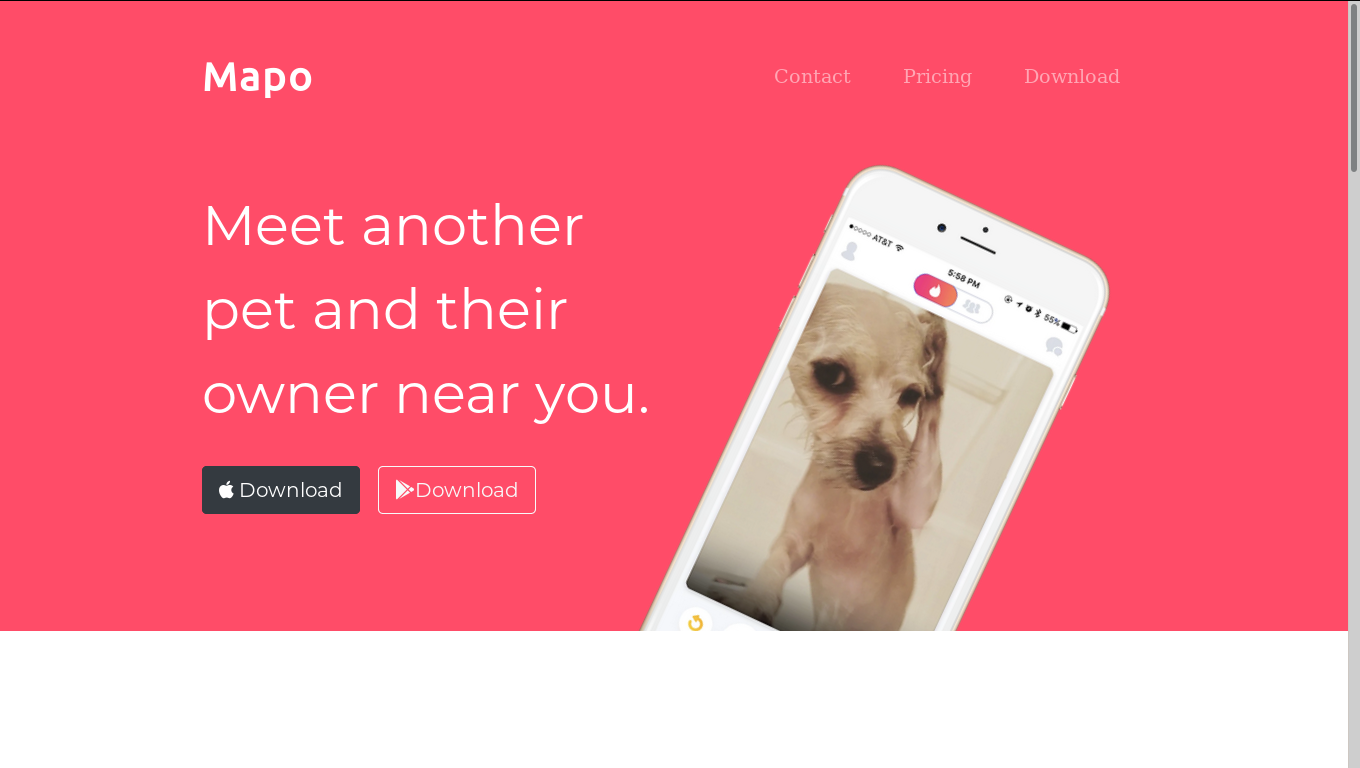 Mapo
Contact Pricing Download
Meet another
pet and their
owner near you.
Download Download
AT&T
5:58 PM
55%